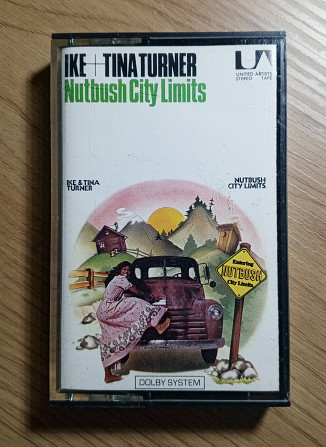 IKE+TINA TURNER
Nutbush City Limits
UA
UNITED ARTISTS
STEREO TAPE
IKE & TINA
TURNER
NUTBUSH
CITY LIMITS
Entering
NUTBUSH
City Limits
DOLBY SYSTEM